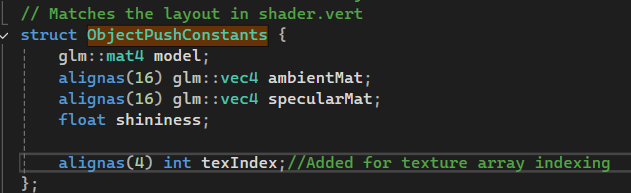 // Matches the layout in shader.vert
struct ObjectPushConstants {
glm::mat4 model;
alignas(16) glm::vec4 ambientMat;
alignas(16) glm::vec4 specularMat;
float shininess;
alignas(4) int texIndex;//Added for texture array indexing
};